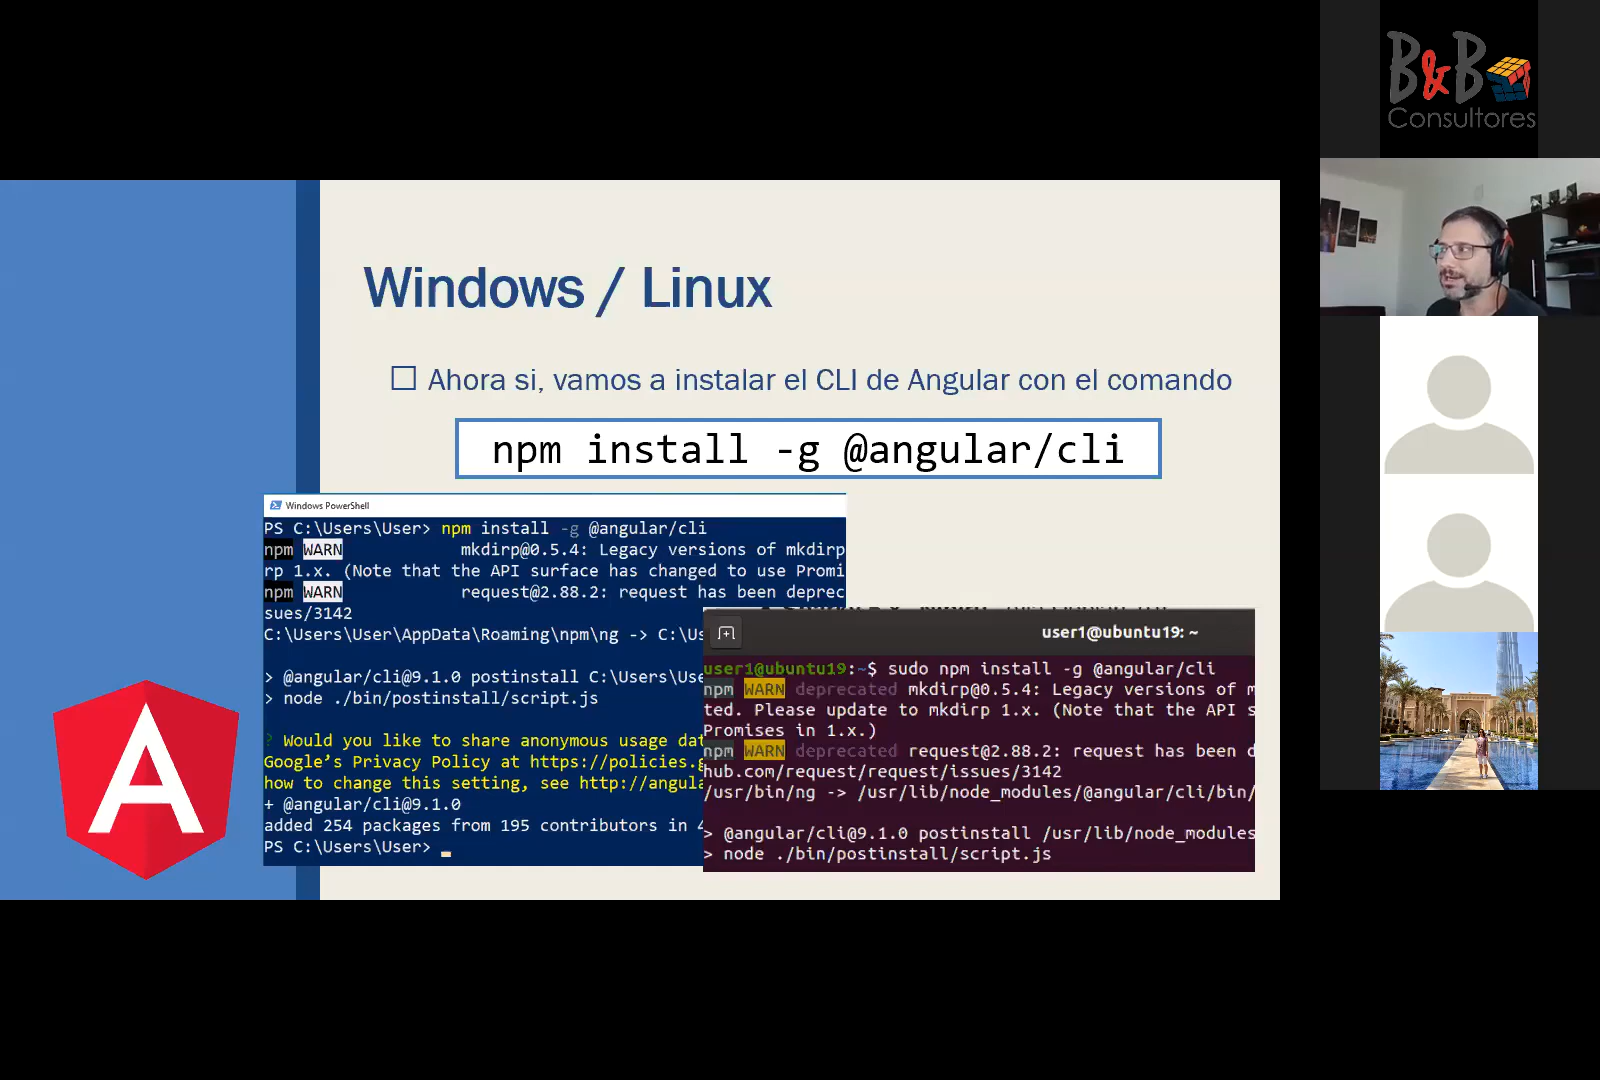 B&B
Consultores
Windows / Linux
Ahora si, vamos a instalar el CLI de Angular con el comando
npm install -g @angular/cli
Windows PowerShell
PS C:\Users\User> npm install -g @angular/cli
npm WARN mkdirp@0.5.4: Legacy versions of mkdirp
rp 1.x. (Note that the API surface has changed to use Promi
npm WARN request@2.88.2: request has been deprec
sues/3142
C:\Users\User\AppData\Roaming\npm\ng -> C:\Us
> @angular/cli@9.1.0 postinstall C:\Users\Use
> node ./bin/postinstall/script.js
? Would you like to share anonymous usage dat
Google's Privacy Policy at https://policies.g
how to change this setting, see http://angula
+ @angular/cli@9.1.0
added 254 packages from 195 contributors in 4
PS C:\Users\User>
user1@ubuntu19: ~
user1@ubuntu19:~$ sudo npm install -g @angular/cli
npm WARN deprecated mkdirp@0.5.4: Legacy versions of m
ted. Please update to mkdirp 1.x. (Note that the API s
Promises in 1.x.)
npm WARN deprecated request@2.88.2: request has been d
hub.com/request/request/issues/3142
/usr/bin/ng -> /usr/lib/node_modules/@angular/cli/bin/
> @angular/cli@9.1.0 postinstall /usr/lib/node_modules
> node ./bin/postinstall/script.js